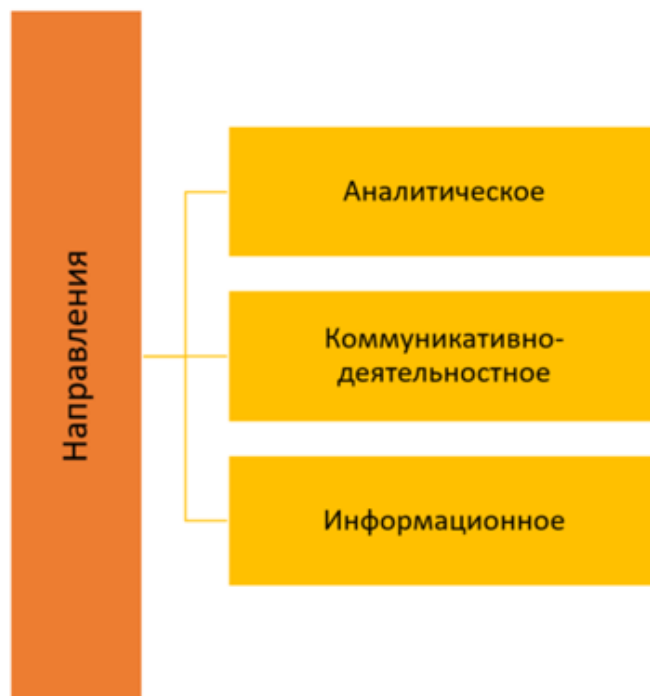 Направления
Аналитическое
Коммуникативно-
деятельностное
Информационное